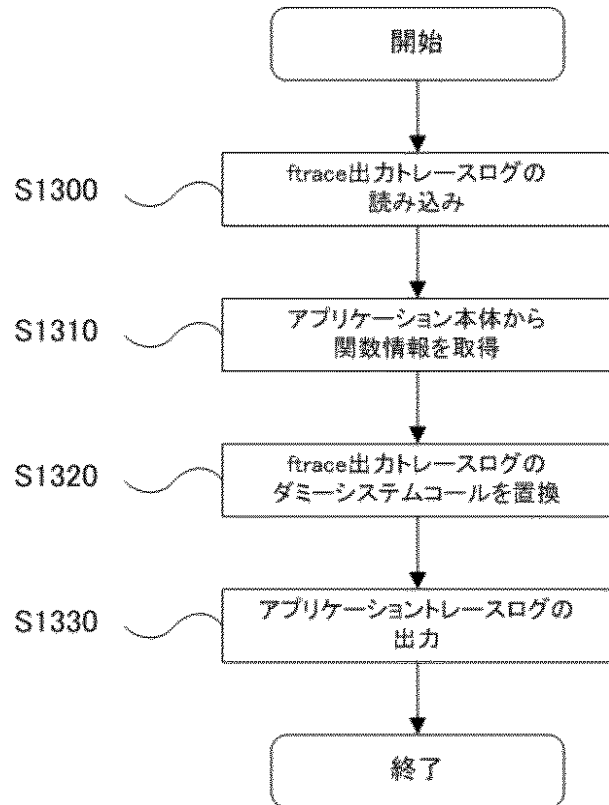 開始
S1300
ftrace出力トレースログの
読み込み
S1310
アプリケーション本体から
関数情報を取得
S1320
ftrace出力トレースログの
ダミーシステムコールを置換
S1330
アプリケーショントレースログの
出力
終了